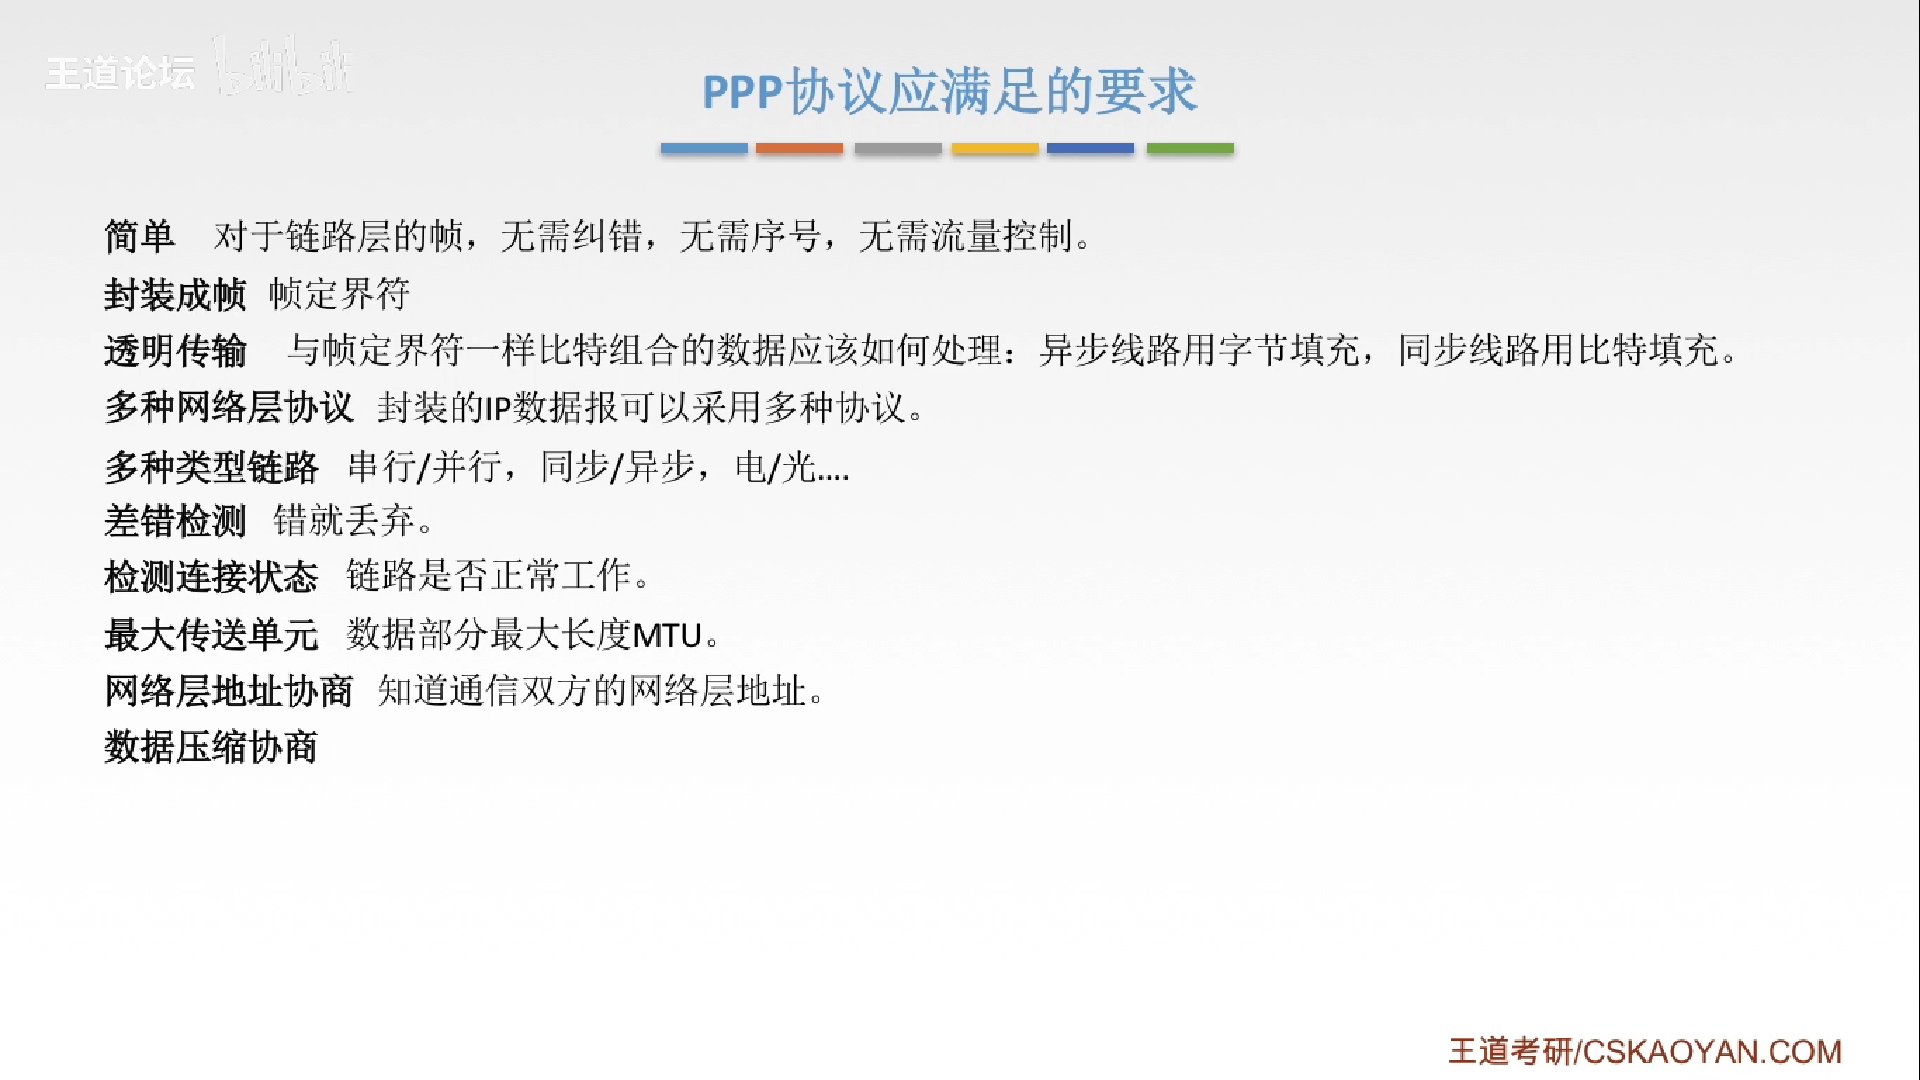 王道论坛 bilibili
PPP协议应满足的要求
简单 对于链路层的帧，无需纠错，无需序号，无需流量控制。
封装成帧 帧定界符
透明传输 与帧定界符一样比特组合的数据应该如何处理：异步线路用字节填充，同步线路用比特填充。
多种网络层协议 封装的IP数据报可以采用多种协议。
多种类型链路 串行/并行，同步/异步，电/光....
差错检测 错就丢弃。
检测连接状态 链路是否正常工作。
最大传送单元 数据部分最大长度MTU。
网络层地址协商 知道通信双方的网络层地址。
数据压缩协商
王道考研/CSKAOYAN.COM